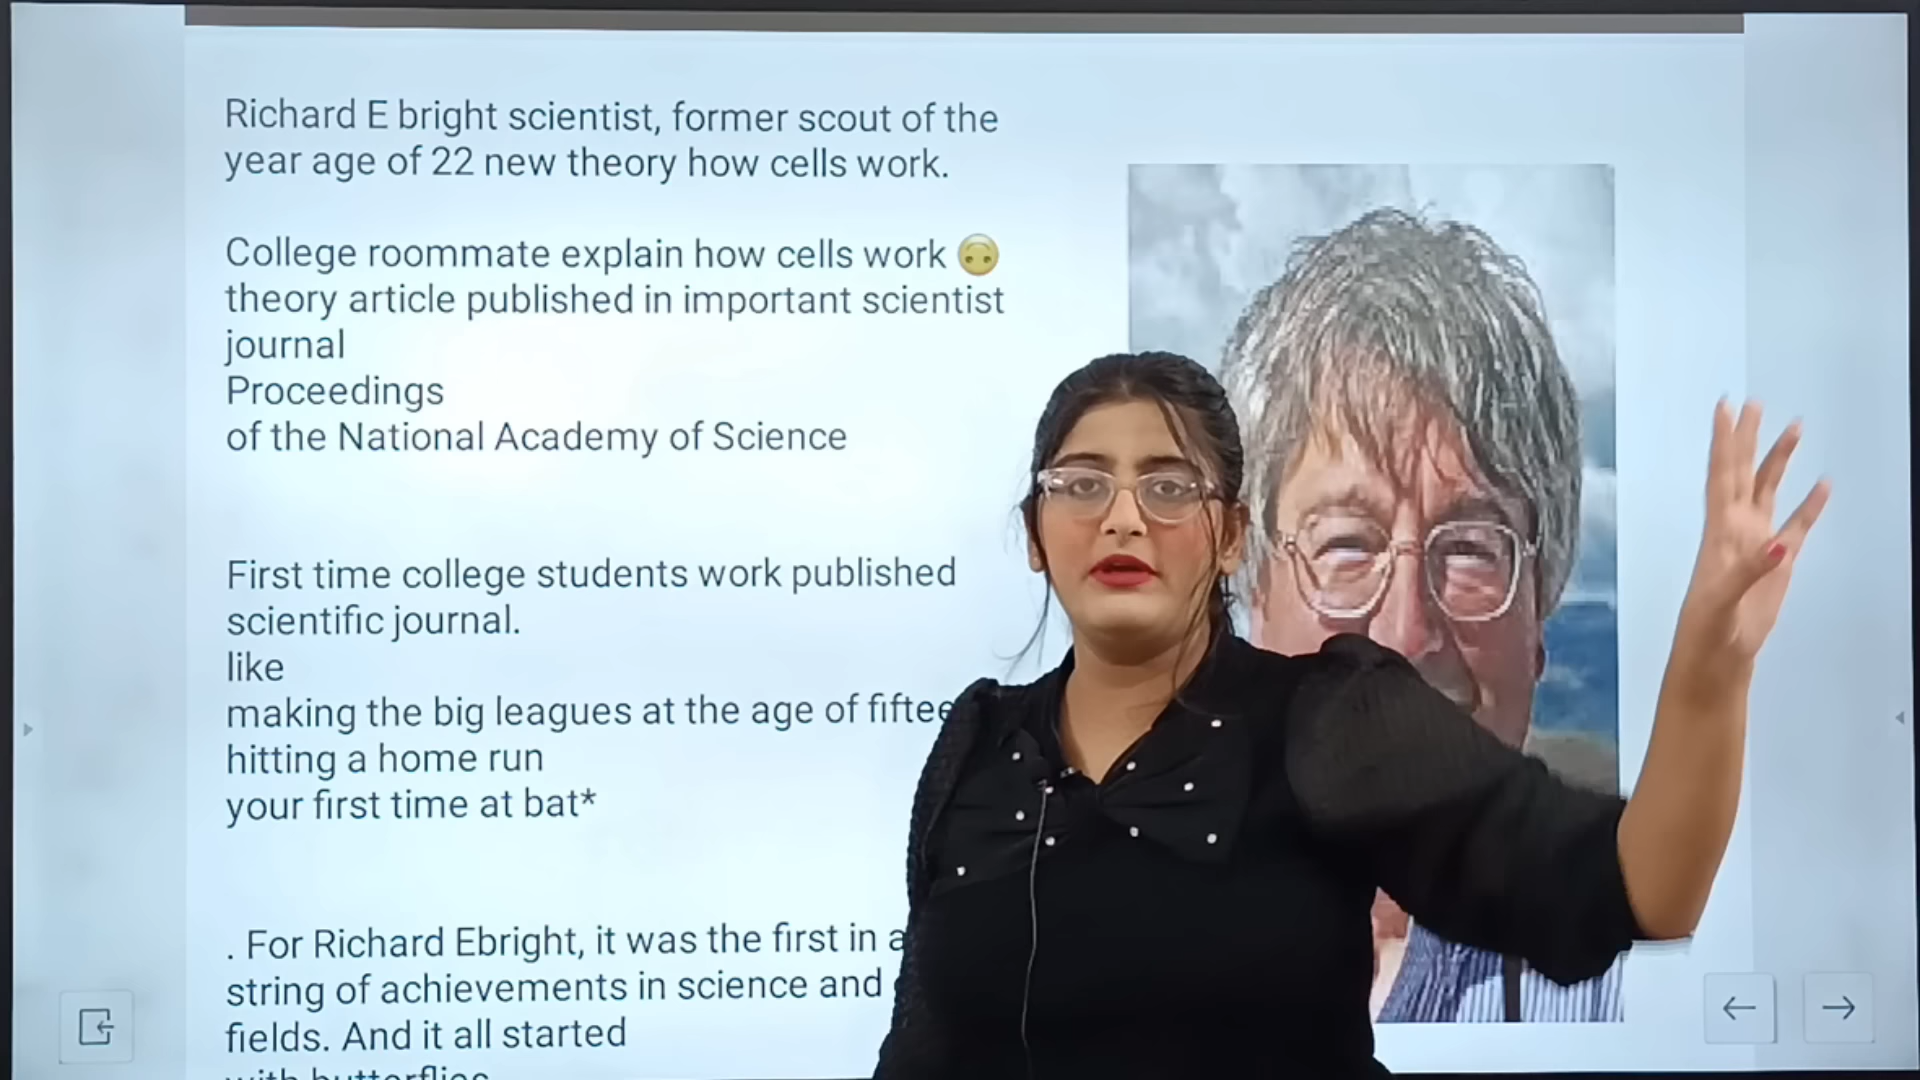 Richard E bright scientist, former scout of the
year age of 22 new theory how cells work.
College roommate explain how cells work 🙃
theory article published in important scientist
journal
Proceedings
of the National Academy of Science
First time college students work published
scientific journal.
like
making the big leagues at the age of
hitting a home run
your first time at bat*
. For Richard Ebright, it was the first in
string of achievements in science and
fields. And it all started
with butterflies